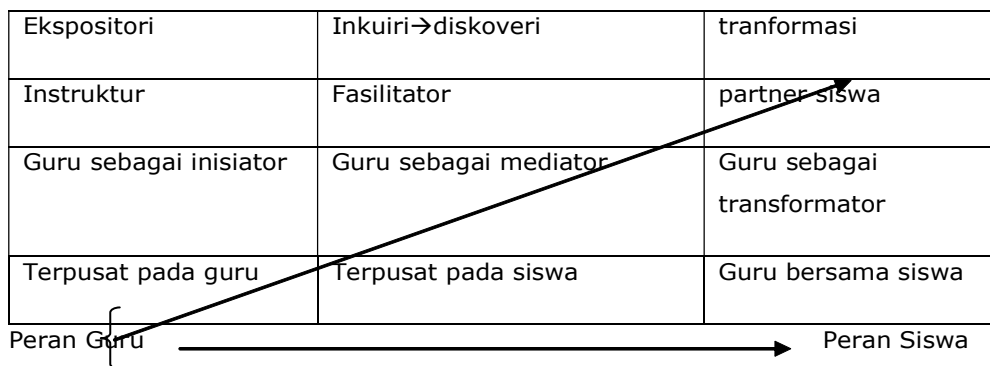 Ekspositori Inkuiri→diskoveri tranformasi
Instruktur Fasilitator partner siswa
Guru sebagai inisiator Guru sebagai mediator Guru sebagai
transformator
Terpusat pada guru Terpusat pada siswa Guru bersama siswa
Peran Guru Peran Siswa